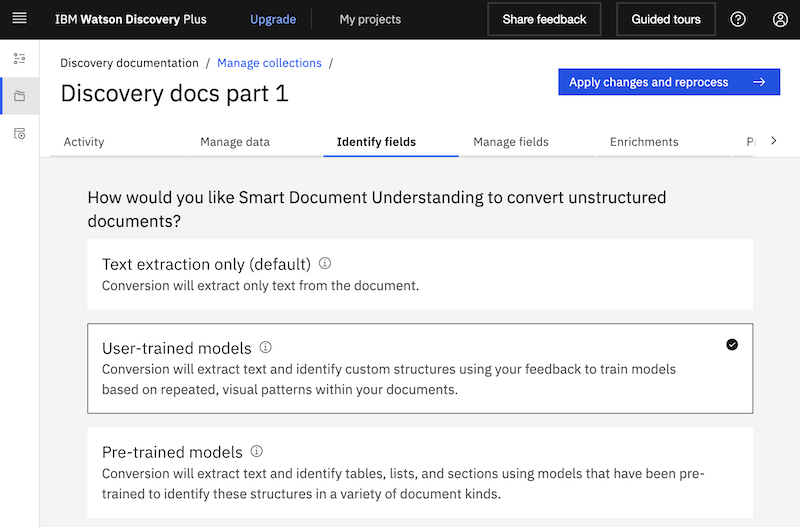 IBM Watson Discovery Plus Upgrade My projects Share feedback Guided tours
Discovery documentation / Manage collections /
Discovery docs part 1
Apply changes and reprocess
Activity Manage data Identify fields Manage fields Enrichments
How would you like Smart Document Understanding to convert unstructured
documents?
Text extraction only (default)
Conversion will extract only text from the document.
User-trained models
Conversion will extract text and identify custom structures using your feedback to train models
based on repeated, visual patterns within your documents.
Pre-trained models
Conversion will extract text and identify tables, lists, and sections using models that have been pre-
trained to identify these structures in a variety of document kinds.